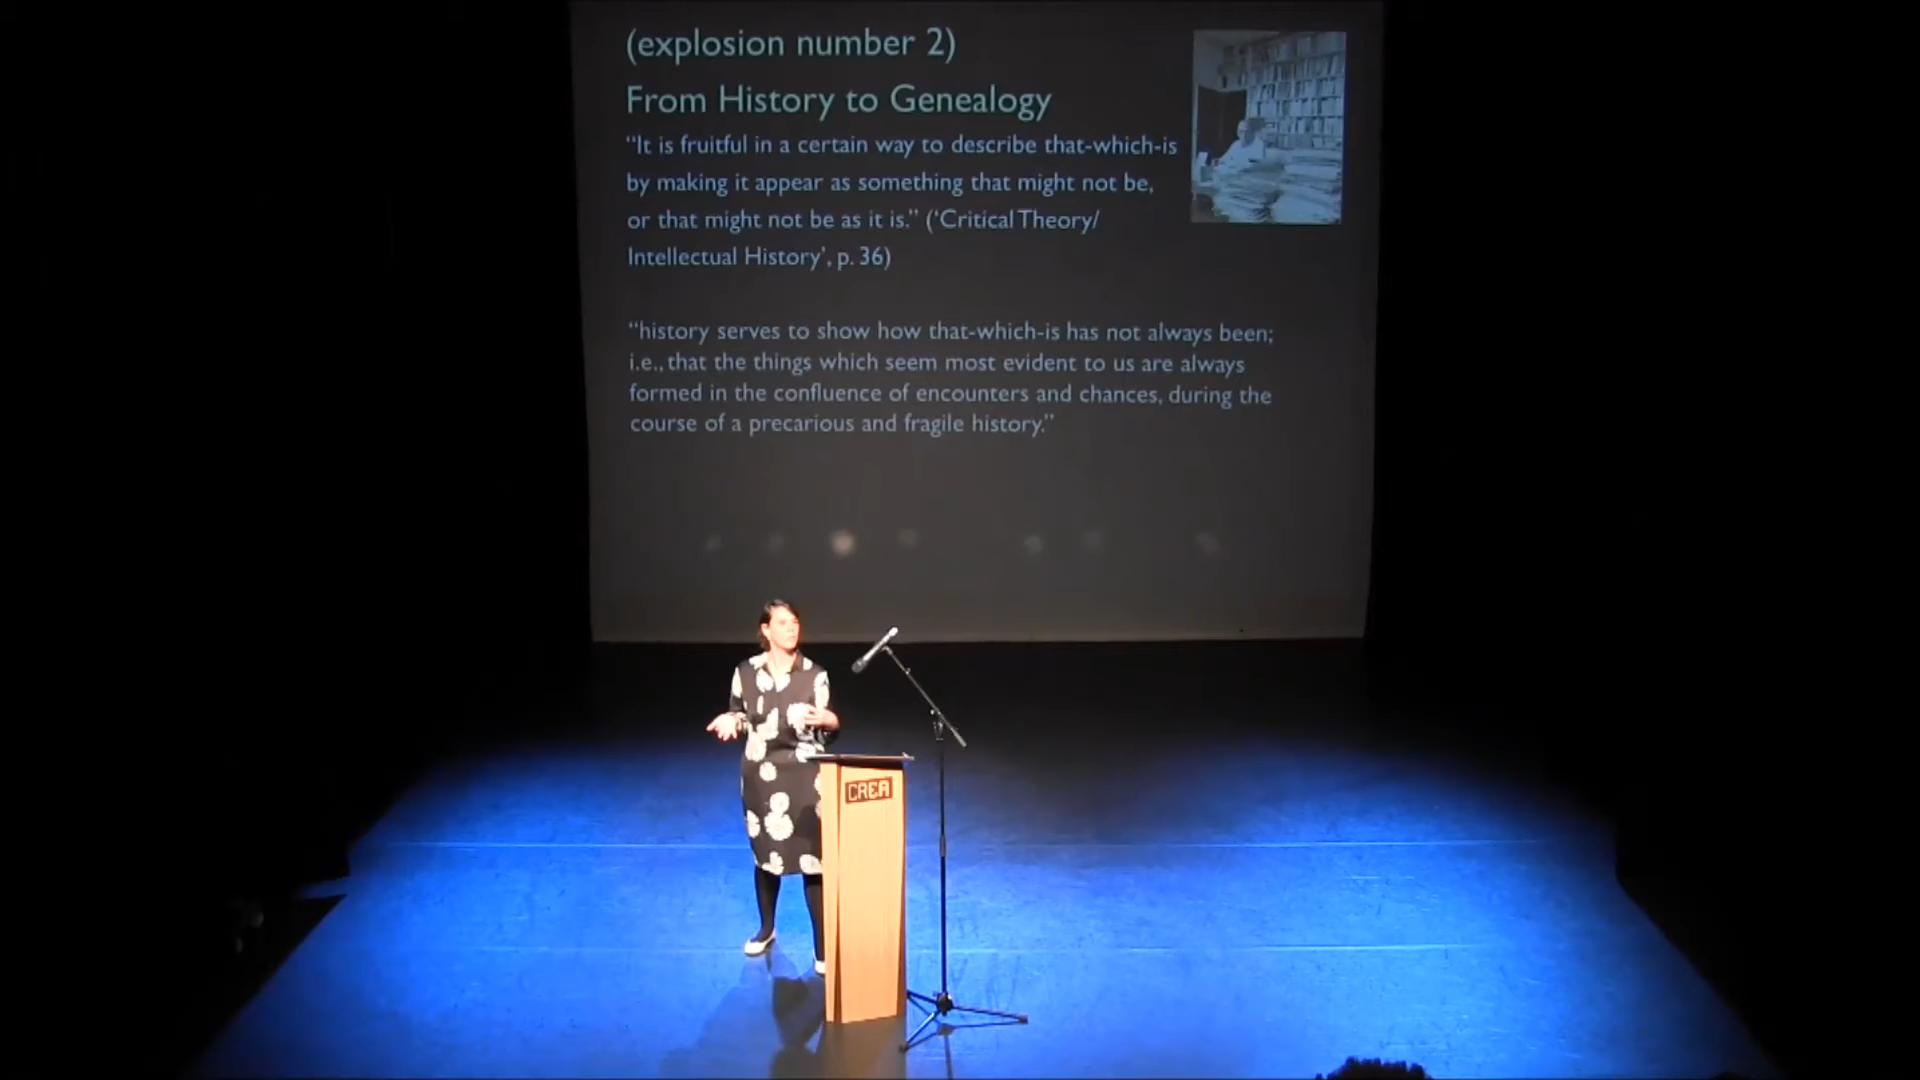 (explosion number 2)
From History to Genealogy
“It is fruitful in a certain way to describe that-which-is
by making it appear as something that might not be,
or that might not be as it is.” (‘Critical Theory/
Intellectual History’, p. 36)
“history serves to show how that-which-is has not always been;
i.e., that the things which seem most evident to us are always
formed in the confluence of encounters and chances, during the
course of a precarious and fragile history.”
CREA